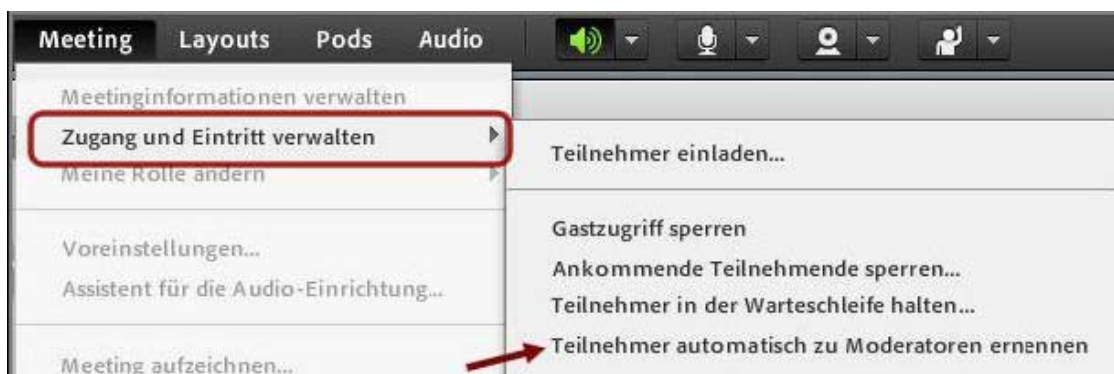 Meeting Layouts Pods Audio
Meetinginformationen verwalten
Zugang und Eintritt verwalten
Meine Rolle ändern
Voreinstellungen...
Assistent für die Audio-Einrichtung...
Meeting aufzeichnen...
Teilnehmer einladen...
Gastzugriff sperren
Ankommende Teilnehmende sperren...
Teilnehmer in der Warteschleife halten...
Teilnehmer automatisch zu Moderatoren ernennen